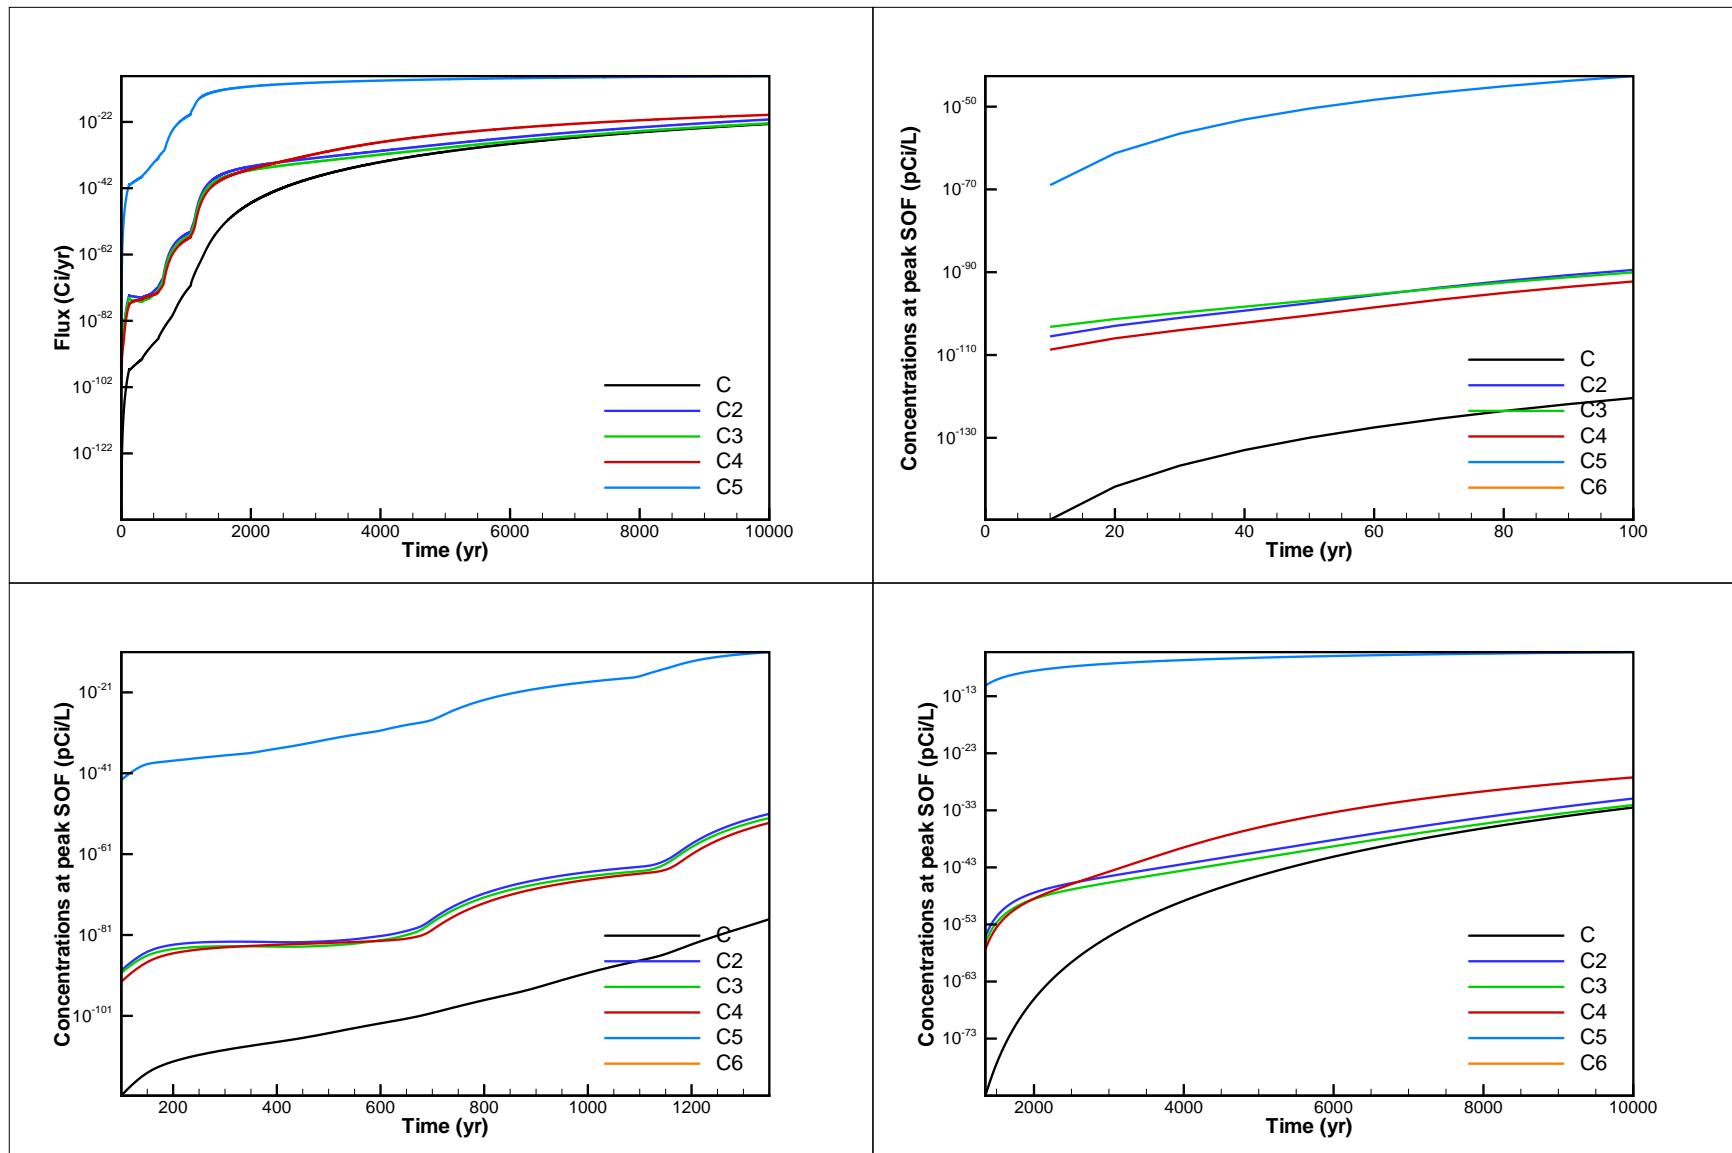 Flux (Ci/yr)
10-22
10-42
10-62
10-82
10-102
10-122
C
C2
C3
C4
C5
0 2000 4000 6000 8000 10000
Time (yr)
Concentrations at peak SOF (pCi/L)
10-50
10-70
10-90
10-110
10-130
C
C2
C3
C4
C5
C6
0 20 40 60 80 100
Time (yr)
Concentrations at peak SOF (pCi/L)
10-21
10-41
10-61
10-81
10-101
C
C2
C3
C4
C5
C6
200 400 600 800 1000 1200
Time (yr)
Concentrations at peak SOF (pCi/L)
10-13
10-23
10-33
10-43
10-53
10-63
10-73
C
C2
C3
C4
C5
C6
2000 4000 6000 8000 10000
Time (yr)